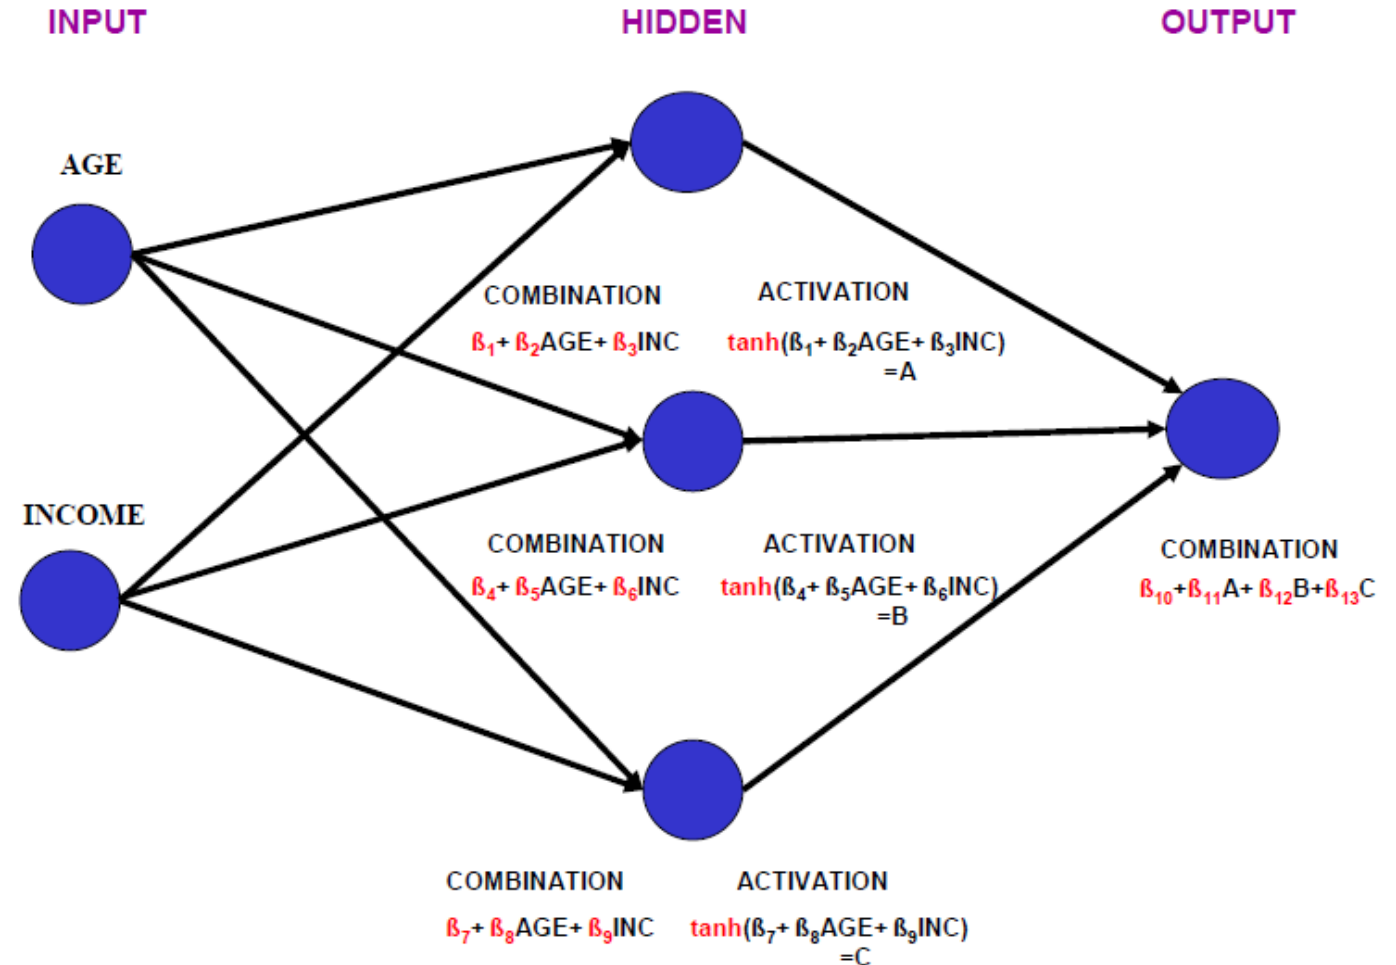 INPUT HIDDEN OUTPUT
AGE
COMBINATION ACTIVATION
ß₁+ ß₂AGE+ ß₃INC tanh(ß₁+ ß₂AGE+ ß₃INC)
=A
INCOME
COMBINATION ACTIVATION
ß₄+ ß₅AGE+ ß₆INC tanh(ß₄+ ß₅AGE+ ß₆INC)
=B
COMBINATION
ß₁₀+ß₁₁A+ ß₁₂B+ß₁₃C
COMBINATION ACTIVATION
ß₇+ ß₈AGE+ ß₉INC tanh(ß₇+ ß₈AGE+ ß₉INC)
=C